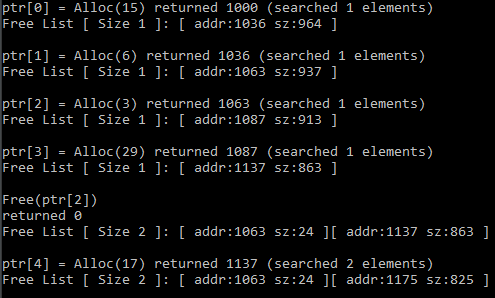 ptr[0] = Alloc(15) returned 1000 (searched 1 elements)
Free List [ Size 1 ]: [ addr:1036 sz:964 ]
ptr[1] = Alloc(6) returned 1036 (searched 1 elements)
Free List [ Size 1 ]: [ addr:1063 sz:937 ]
ptr[2] = Alloc(3) returned 1063 (searched 1 elements)
Free List [ Size 1 ]: [ addr:1087 sz:913 ]
ptr[3] = Alloc(29) returned 1087 (searched 1 elements)
Free List [ Size 1 ]: [ addr:1137 sz:863 ]
Free(ptr[2])
returned 0
Free List [ Size 2 ]: [ addr:1063 sz:24 ][ addr:1137 sz:863 ]
ptr[4] = Alloc(17) returned 1137 (searched 2 elements)
Free List [ Size 2 ]: [ addr:1063 sz:24 ][ addr:1175 sz:825 ]